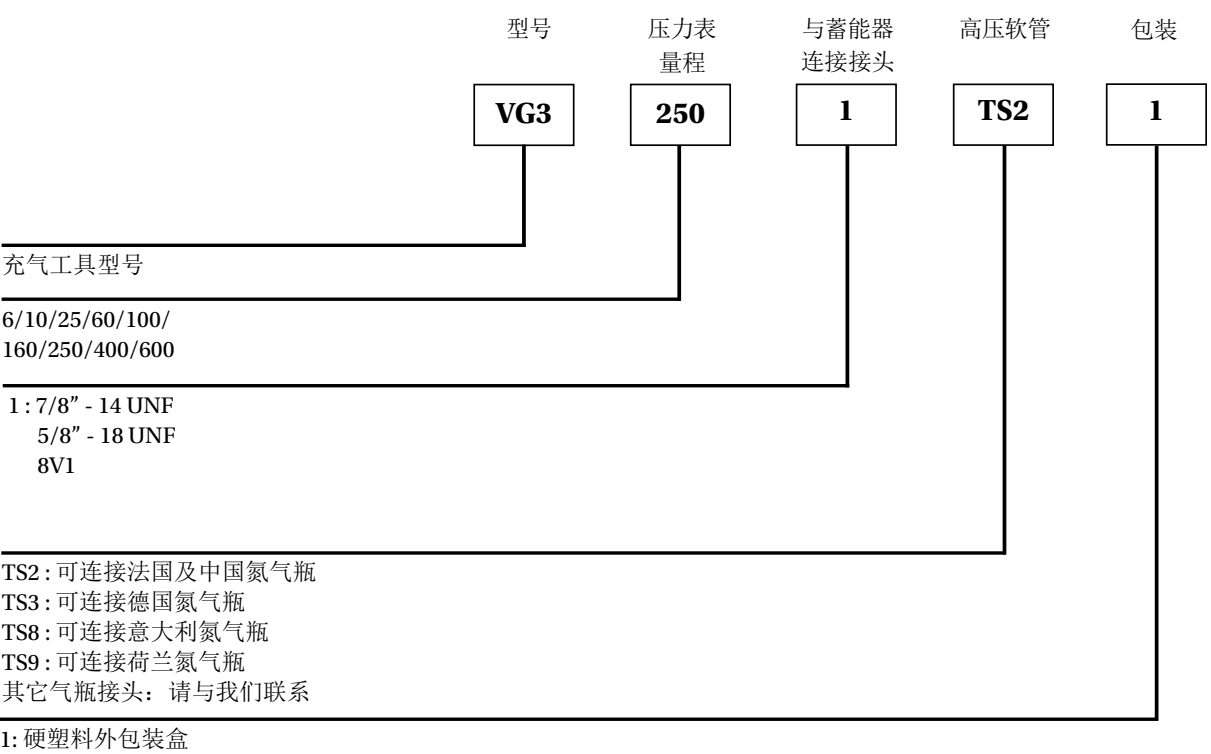 型号 压力表 与蓄能器 高压软管 包装
量程 连接接头
VG3 250 1 TS2 1
充气工具型号
6/10/25/60/100/
160/250/400/600
1 : 7/8” - 14 UNF
5/8” - 18 UNF
8V1
TS2 : 可连接法国及中国氮气瓶
TS3 : 可连接德国氮气瓶
TS8 : 可连接意大利氮气瓶
TS9 : 可连接荷兰氮气瓶
其它气瓶接头：请与我们联系
1: 硬塑料外包装盒